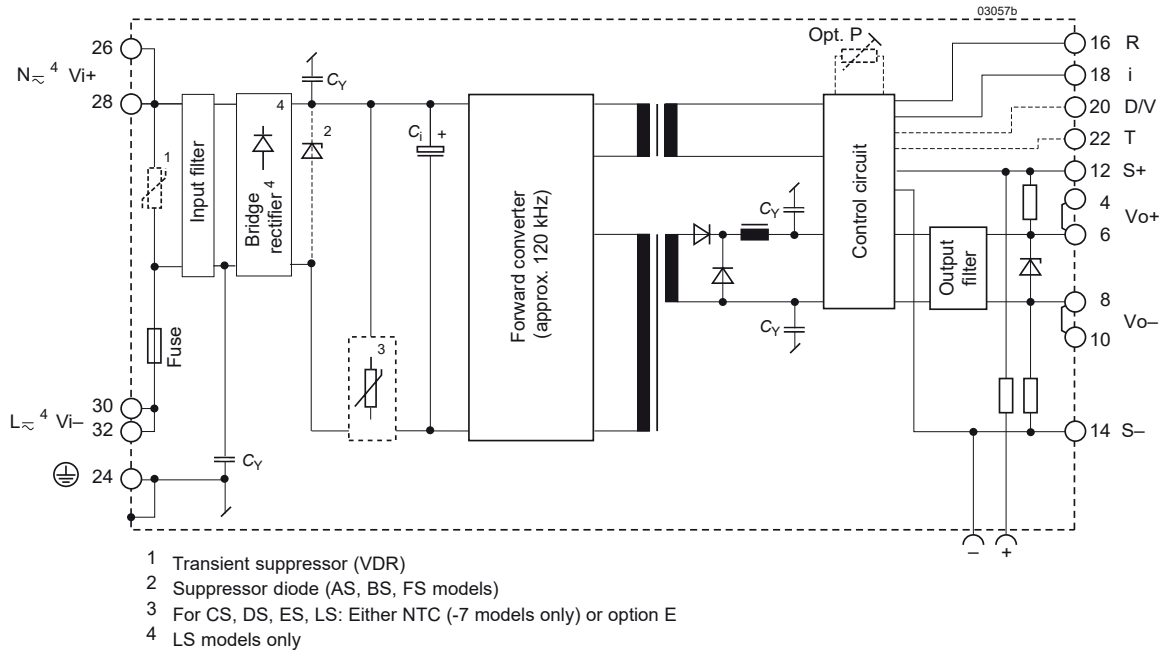 03057b
Opt. P
26
N≂ 4 Vi+
28
CY
4
2
Ci
+
1
Input filter
Bridge
rectifier 4
Forward converter
(approx. 120 kHz)
CY
CY
Control circuit
Output
filter
16 R
18 i
20 D/V
22 T
12 S+
4
Vo+
6
8
Vo–
10
14 S–
Fuse
3
30
L≂ 4 Vi–
32
24
CY
– +
1 Transient suppressor (VDR)
2 Suppressor diode (AS, BS, FS models)
3 For CS, DS, ES, LS: Either NTC (-7 models only) or option E
4 LS models only